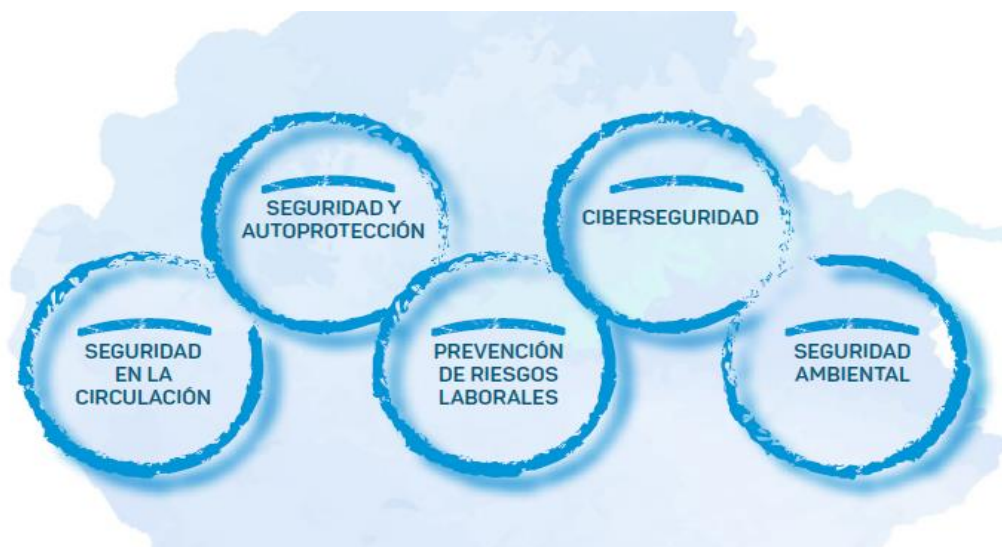 SEGURIDAD Y
AUTOPROTECCIÓN
CIBERSEGURIDAD
SEGURIDAD
EN LA
CIRCULACIÓN
PREVENCIÓN
DE RIESGOS
LABORALES
SEGURIDAD
AMBIENTAL